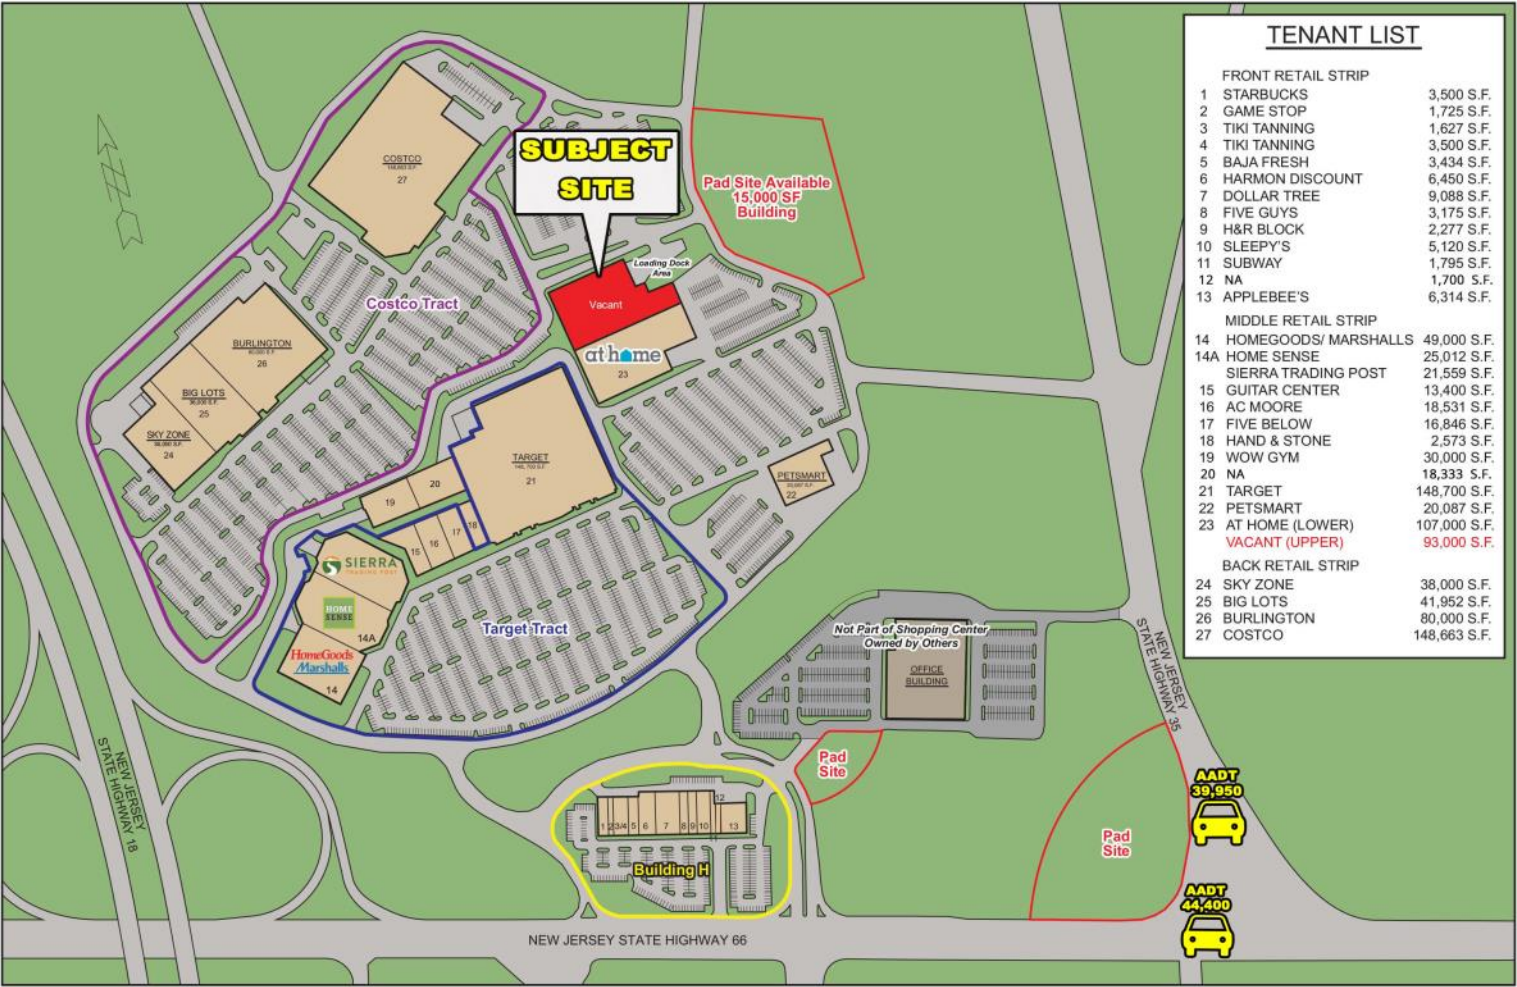 TENANT LIST
FRONT RETAIL STRIP
1 STARBUCKS 3,500 S.F.
2 GAME STOP 1,725 S.F.
3 TIKI TANNING 1,627 S.F.
4 TIKI TANNING 3,500 S.F.
5 BAJA FRESH 3,434 S.F.
6 HARMON DISCOUNT 6,450 S.F.
7 DOLLAR TREE 9,088 S.F.
8 FIVE GUYS 3,175 S.F.
9 H&R BLOCK 2,277 S.F.
10 SLEEPY'S 5,120 S.F.
11 SUBWAY 1,795 S.F.
12 NA 1,700 S.F.
13 APPLEBEE'S 6,314 S.F.
MIDDLE RETAIL STRIP
14 HOMEGOODS/ MARSHALLS 49,000 S.F.
14A HOME SENSE 25,012 S.F.
SIERRA TRADING POST 21,559 S.F.
15 GUITAR CENTER 13,400 S.F.
16 AC MOORE 18,531 S.F.
17 FIVE BELOW 16,846 S.F.
18 HAND & STONE 2,573 S.F.
19 WOW GYM 30,000 S.F.
20 NA 18,333 S.F.
21 TARGET 148,700 S.F.
22 PETSMART 20,087 S.F.
23 AT HOME (LOWER) 107,000 S.F.
VACANT (UPPER) 93,000 S.F.
BACK RETAIL STRIP
24 SKY ZONE 38,000 S.F.
25 BIG LOTS 41,952 S.F.
26 BURLINGTON 80,000 S.F.
27 COSTCO 148,663 S.F.
COSTCO
27
SUBJECT
SITE
Pad Site Available
15,000 SF
Building
Loading Dock
Area
Costco Tract
Vacant
at home
23
BURLINGTON
26
BIG LOTS
25
SKY ZONE
24
TARGET
21
PETSMART
22
20
19
18
17
16
15
SIERRA
TRADING POST
HOME
SENSE
14A
HomeGoods
Marshalls
14
Target Tract
Not Part of Shopping Center
Owned by Others
OFFICE
BUILDING
NEW JERSEY
STATE HIGHWAY 35
NEW JERSEY
STATE HIGHWAY 18
Pad
Site
AADT
39,950
12
1 2 3/4 5 6 7 8 9 10 13
11
Building H
Pad
Site
AADT
44,400
NEW JERSEY STATE HIGHWAY 66